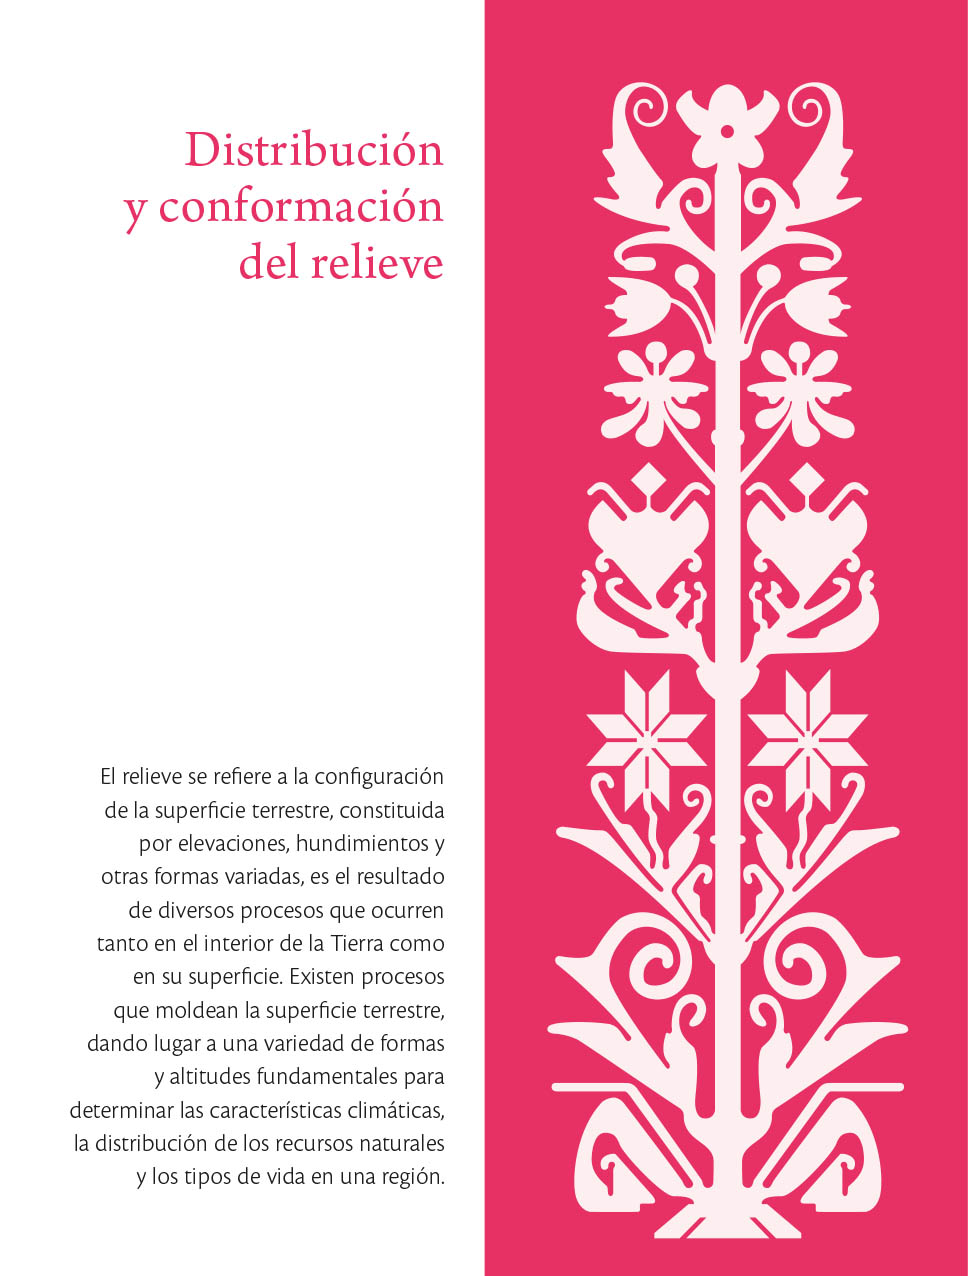 Distribución
y conformación
del relieve
El relieve se refiere a la configuración
de la superficie terrestre, constituida
por elevaciones, hundimientos y
otras formas variadas, es el resultado
de diversos procesos que ocurren
tanto en el interior de la Tierra como
en su superficie. Existen procesos
que moldean la superficie terrestre,
dando lugar a una variedad de formas
y altitudes fundamentales para
determinar las características climáticas,
la distribución de los recursos naturales
y los tipos de vida en una región.